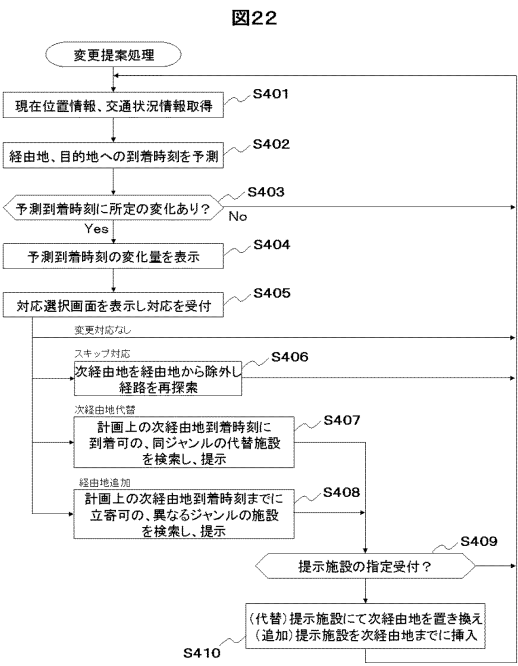 図22
変更提案処理
現在位置情報、交通状況情報取得
S401
経由地、目的地への到着時刻を予測
S402
予測到着時刻に所定の変化あり？
S403
No
Yes
予測到着時刻の変化量を表示
S404
対応選択画面を表示し対応を受付
S405
変更対応なし
スキップ対応
次経由地を経由地から除外し
経路を再探索
S406
次経由地代替
計画上の次経由地到着時刻に
到着可の、同ジャンルの代替施設
を検索し、提示
S407
経由地追加
計画上の次経由地到着時刻までに
立寄可の、異なるジャンルの施設
を検索し、提示
S408
提示施設の指定受付？
S409
（代替）提示施設にて次経由地を置き換え
（追加）提示施設を次経由地までに挿入
S410